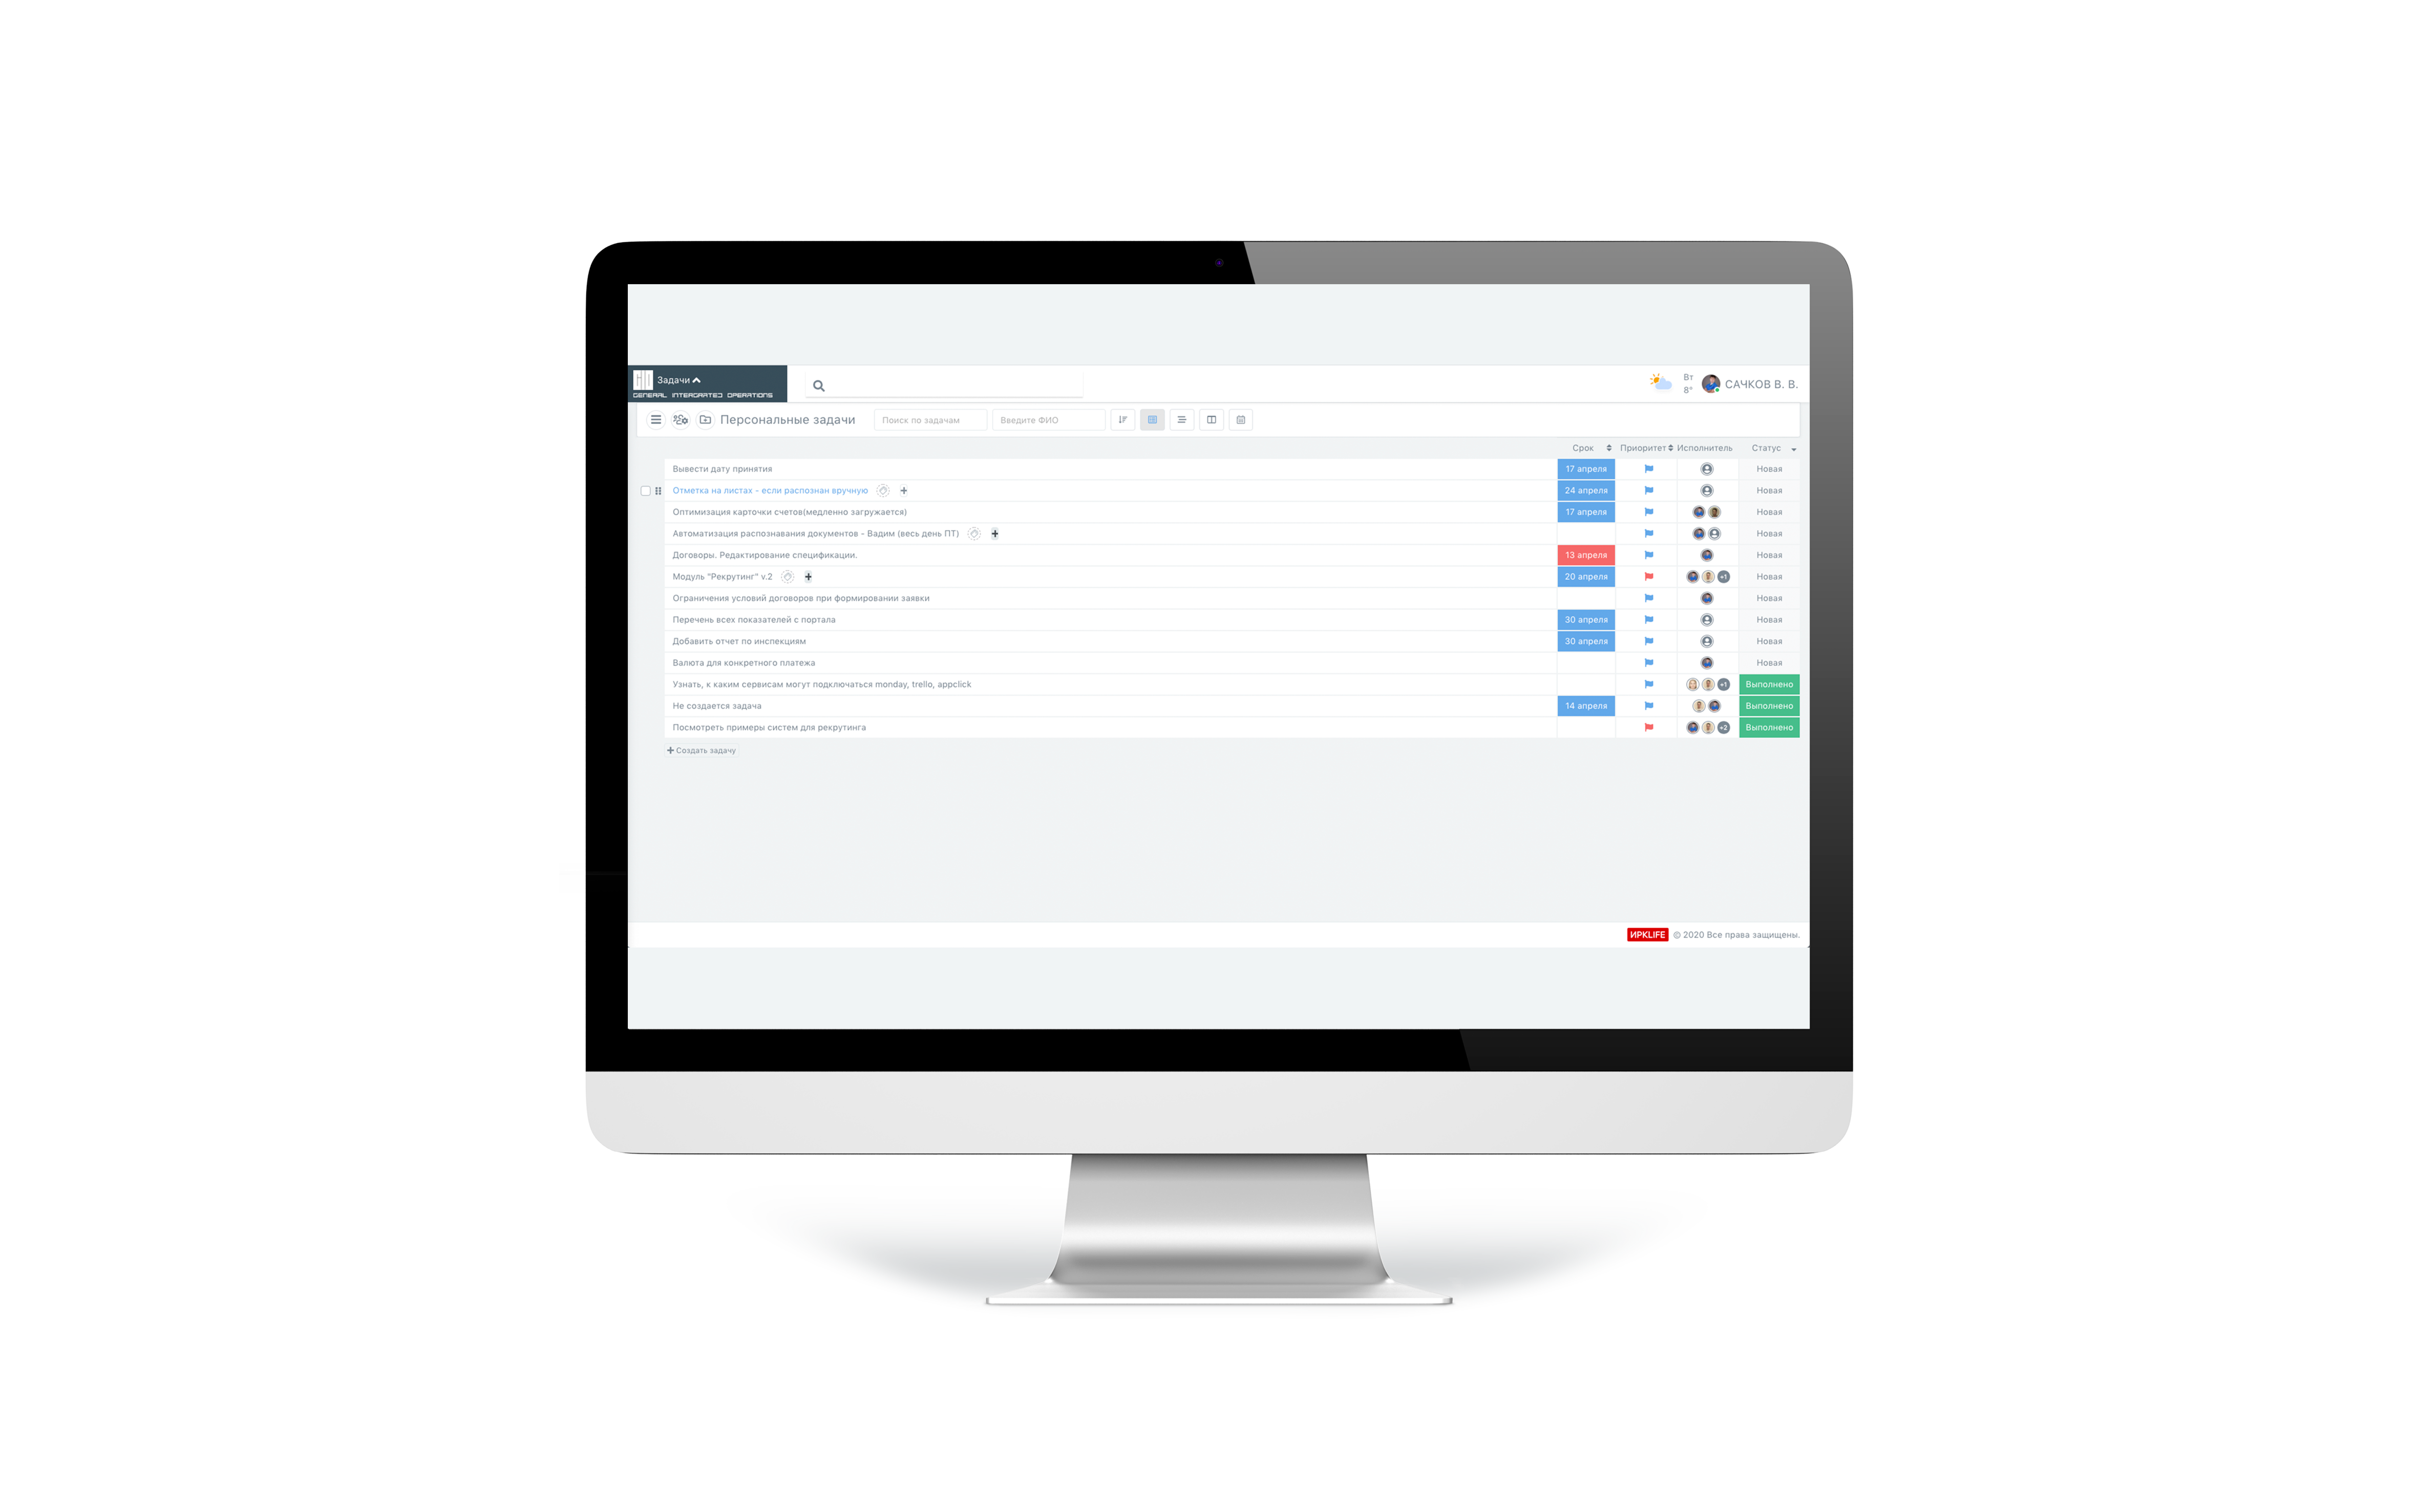 Задачи
GENERAL INTERGRATED OPERATIONS
Вт
8°
САЧКОВ В. В.
Персональные задачи
Поиск по задачам
Введите ФИО
Срок Приоритет Исполнитель Статус
Вывести дату принятия 17 апреля Новая
Отметка на листах - если распознан вручную 24 апреля Новая
Оптимизация карточки счетов(медленно загружается) 17 апреля Новая
Автоматизация распознавания документов - Вадим (весь день ПТ) Новая
Договоры. Редактирование спецификации. 13 апреля Новая
Модуль "Рекрутинг" v.2 20 апреля +1 Новая
Ограничения условий договоров при формировании заявки Новая
Перечень всех показателей с портала 30 апреля Новая
Добавить отчет по инспекциям 30 апреля Новая
Валюта для конкретного платежа Новая
Узнать, к каким сервисам могут подключаться monday, trello, appclick +1 Выполнено
Не создается задача 14 апреля Выполнено
Посмотреть примеры систем для рекрутинга +2 Выполнено
+ Создать задачу
ИРКLIFE © 2020 Все права защищены.